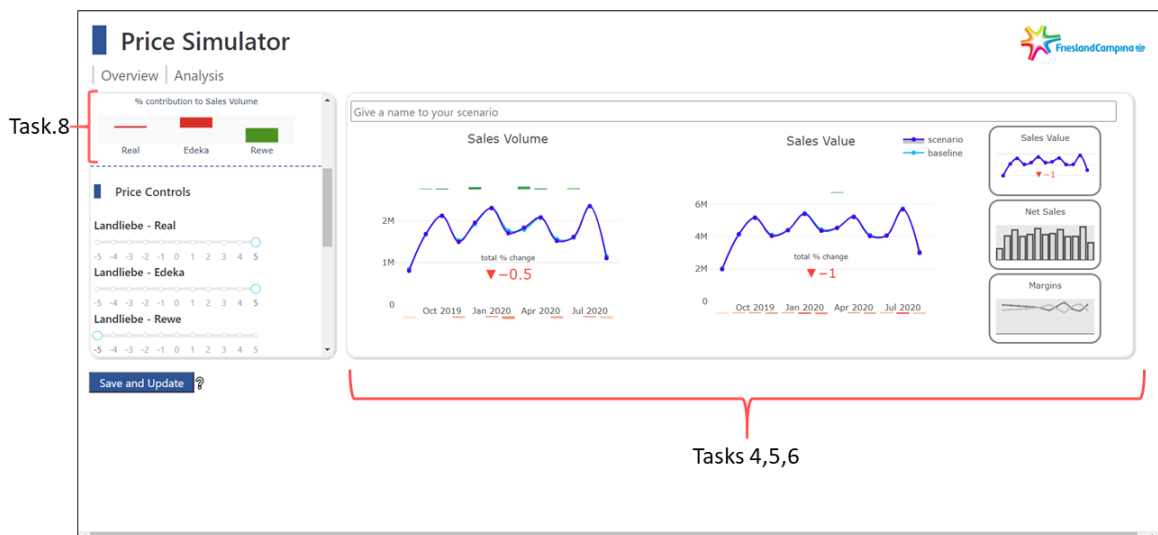 Price Simulator
FrieslandCampina
Overview
Analysis
Task.8
% contribution to Sales Volume
Real
Edeka
Rewe
Price Controls
Landliebe - Real
-5 -4 -3 -2 -1 0 1 2 3 4 5
Landliebe - Edeka
-5 -4 -3 -2 -1 0 1 2 3 4 5
Landliebe - Rewe
-5 -4 -3 -2 -1 0 1 2 3 4 5
Save and Update ?
Give a name to your scenario
Sales Volume
2M
1M
0
total % change
▼−0.5
Oct 2019 Jan 2020 Apr 2020 Jul 2020
Sales Value
scenario
baseline
6M
4M
2M
0
total % change
▼−1
Oct 2019 Jan 2020 Apr 2020 Jul 2020
Sales Value
▼−1
Net Sales
Margins
Tasks 4,5,6